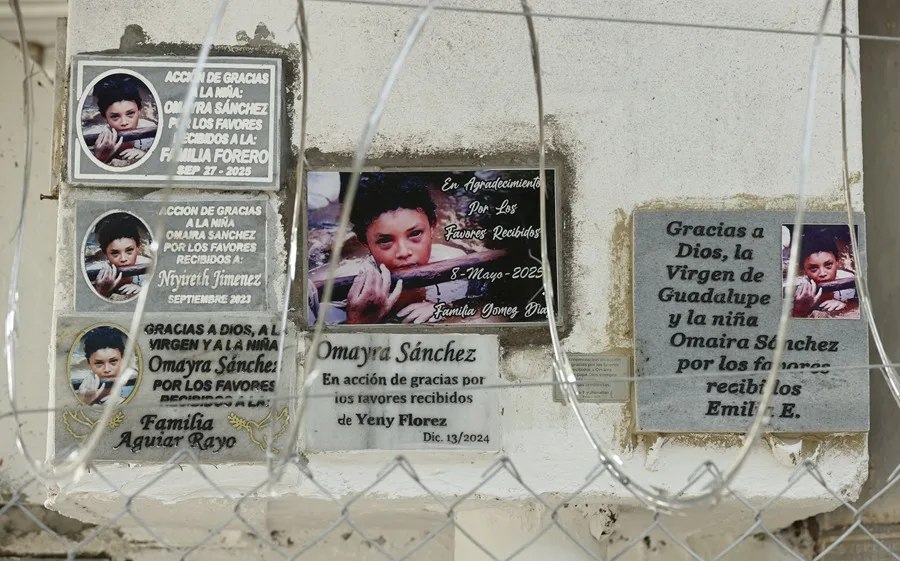 ACCIÓN DE GRACIAS
A LA NIÑA:
OMAYRA SÁNCHEZ
POR LOS FAVORES
RECIBIDOS A LA:
FAMILIA FORERO
SEP 27 - 2025
ACCION DE GRACIAS
A LA NIÑA
OMAIRA SÁNCHEZ
POR LOS FAVORES
RECIBIDOS A:
Niyireth Jimenez
SEPTIEMBRE 2023
GRACIAS A DIOS, A LA
VIRGEN Y A LA NIÑA
Omayra Sánchez
POR LOS FAVORES
RECIBIDOS A LA:
Familia
Aguiar Rayo
En Agradecimiento
Por Los
Favores Recibidos
8-Mayo-2025
Familia Gomez
Omayra Sánchez
En acción de gracias por
los favores recibidos
de Yeny Florez
Dic. 13/2024
Gracias a
Dios, la
Virgen de
Guadalupe
y la niña
Omaira Sánchez
por los favores
recibidos
Emily E.